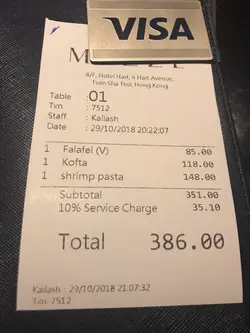 VISA
4/F, Hotel Hart, 4 Hart Avenue,
Tsim Sha Tsui, Hong Kong
Table : 01
Txn : 7512
Staff : Kailash
Date : 29/10/2018 20:22:07
1 Falafel (V) 85.00
1 Kofta 118.00
1 shrimp pasta 148.00
Subtotal 351.00
10% Service Charge 35.10
Total 386.00
Kailash : 29/10/2018 21:07:32
Txn 7512